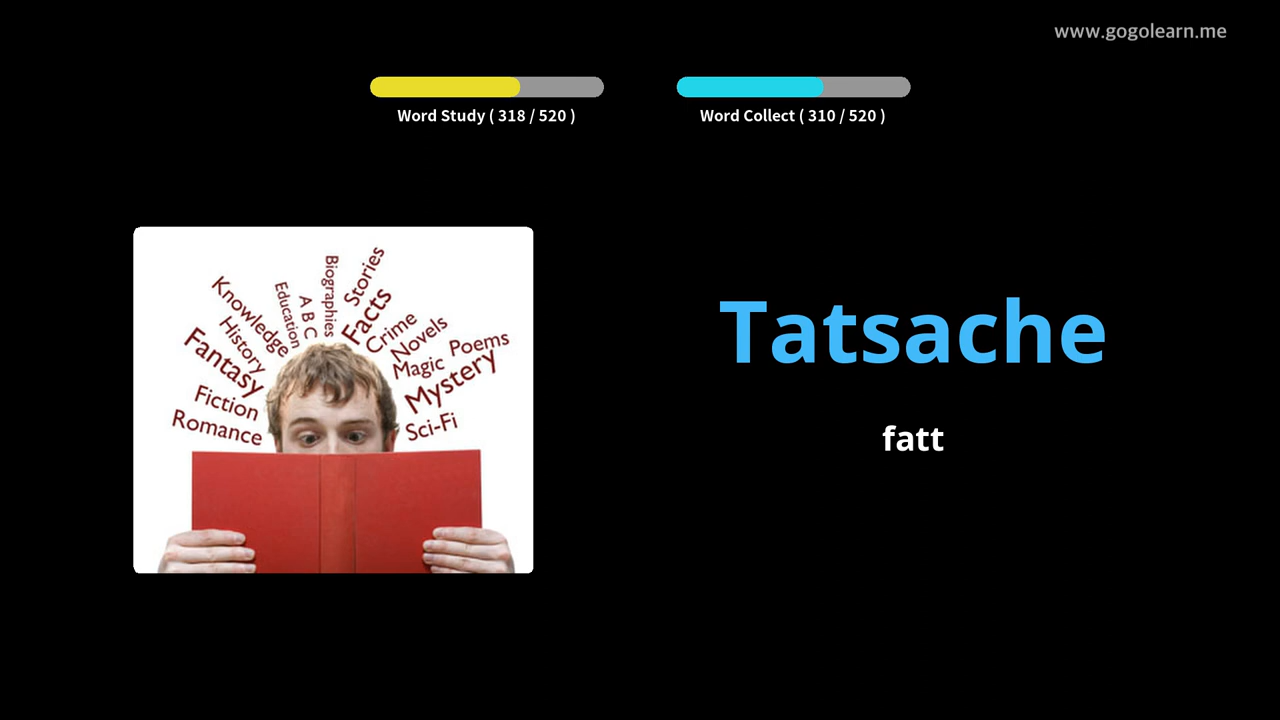 www.gogolearn.me
Word Study ( 318 / 520 )
Word Collect ( 310 / 520 )
Biographies
Stories
Knowledge
Education
A B C
Facts
History
Crime
Novels
Fantasy
Magic
Poems
Mystery
Fiction
Romance
Sci-Fi
Tatsache
fatt